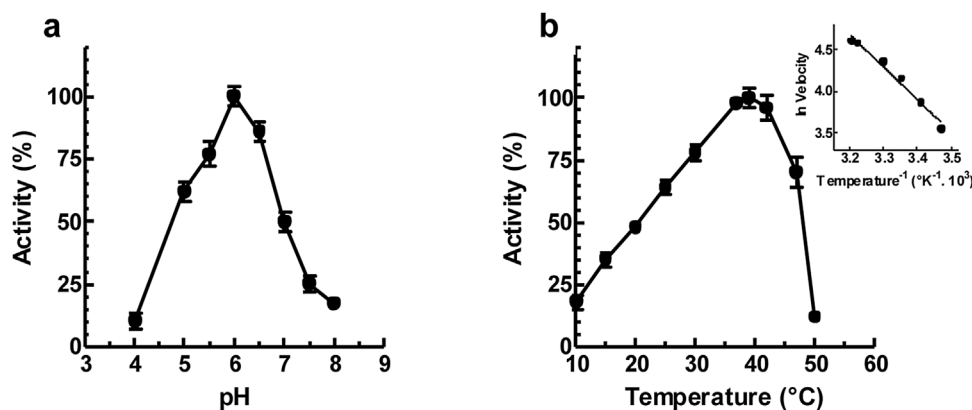 a
Activity (%)
100
75
50
25
0
3 4 5 6 7 8 9
pH
b
Activity (%)
100
75
50
25
0
10 20 30 40 50 60
Temperature (°C)
ln Velocity
4.5
4.0
3.5
3.2 3.3 3.4 3.5
Temperature⁻¹ (°K⁻¹. 10³)